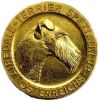 AIREDALE TERRIER SPEZIALKLUB
ÖSTERREICHS